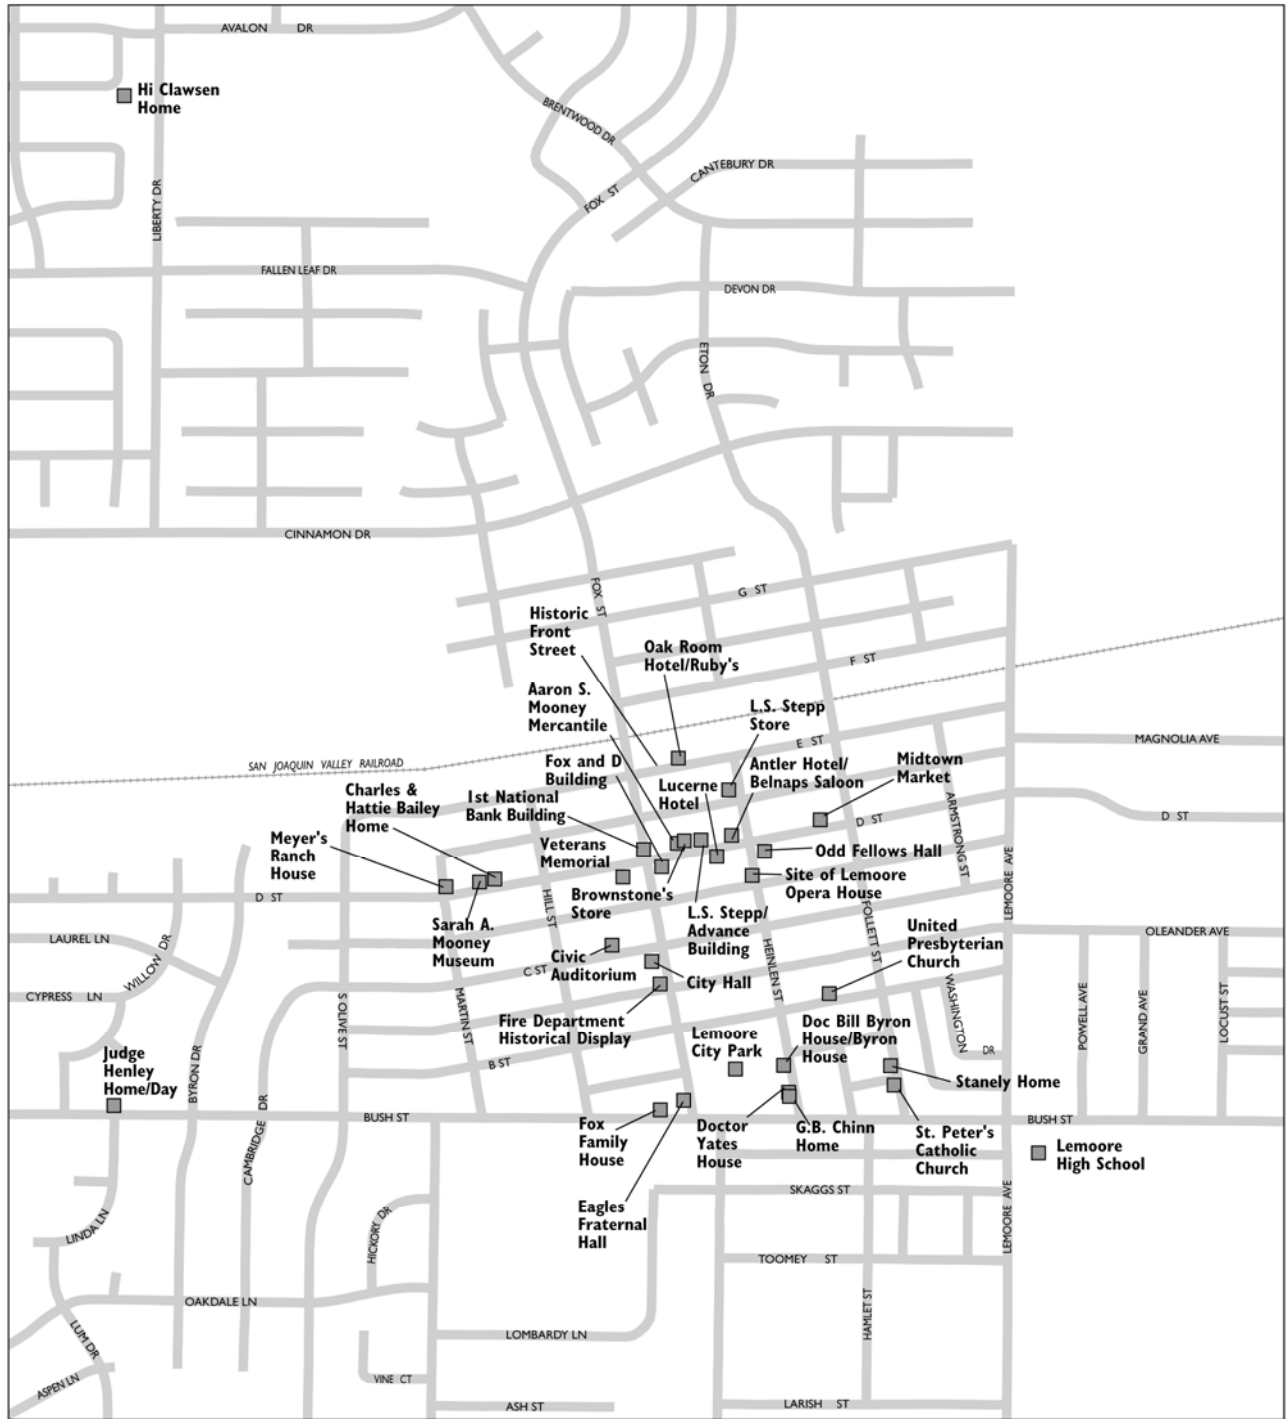 AVALON DR
Hi Clawsen
Home
BRENTWOOD DR
CANTEBURY DR
FOX ST
LIBERTY DR
FALLEN LEAF DR
DEVON DR
ETON DR
CINNAMON DR
FOX ST
G ST
Historic
Front
Street
Oak Room
Hotel/Ruby's
F ST
Aaron S.
Mooney
Mercantile
L.S. Stepp
Store
E ST
MAGNOLIA AVE
SAN JOAQUIN VALLEY RAILROAD
Fox and D
Building
Antler Hotel/
Belnaps Saloon
Midtown
Market
Charles &
Hattie Bailey
Home
1st National
Bank Building
Lucerne
Hotel
ARMSTRONG ST
D ST
D ST
Meyer's
Ranch
House
Veterans
Memorial
Odd Fellows Hall
LEMOORE AVE
D ST
Brownstone's
Store
Site of Lemoore
Opera House
HILL ST
Sarah A.
Mooney
Museum
L.S. Stepp/
Advance
Building
FOLLETT ST
United
Presbyterian
Church
OLEANDER AVE
LAUREL LN
WILLOW DR
HEINLEN ST
Civic
Auditorium
C ST
City Hall
CYPRESS LN
S OLIVE ST
MARTIN ST
WASHINGTON DR
POWELL AVE
GRAND AVE
LOCUST ST
Fire Department
Historical Display
Lemoore
City Park
Doc Bill Byron
House/Byron
House
Judge
Henley
Home/Day
BYRON DR
B ST
Stanely Home
CAMBRIDGE DR
BUSH ST
BUSH ST
Fox
Family
House
Doctor
Yates
House
G.B. Chinn
Home
St. Peter's
Catholic
Church
Lemoore
High School
SKAGGS ST
LEMOORE AVE
Eagles
Fraternal
Hall
LINDA LN
HICKORY DR
TOOMEY ST
OAKDALE LN
HAMLET ST
LUM DR
LOMBARDY LN
ASPEN LN
VINE CT
ASH ST
LARISH ST